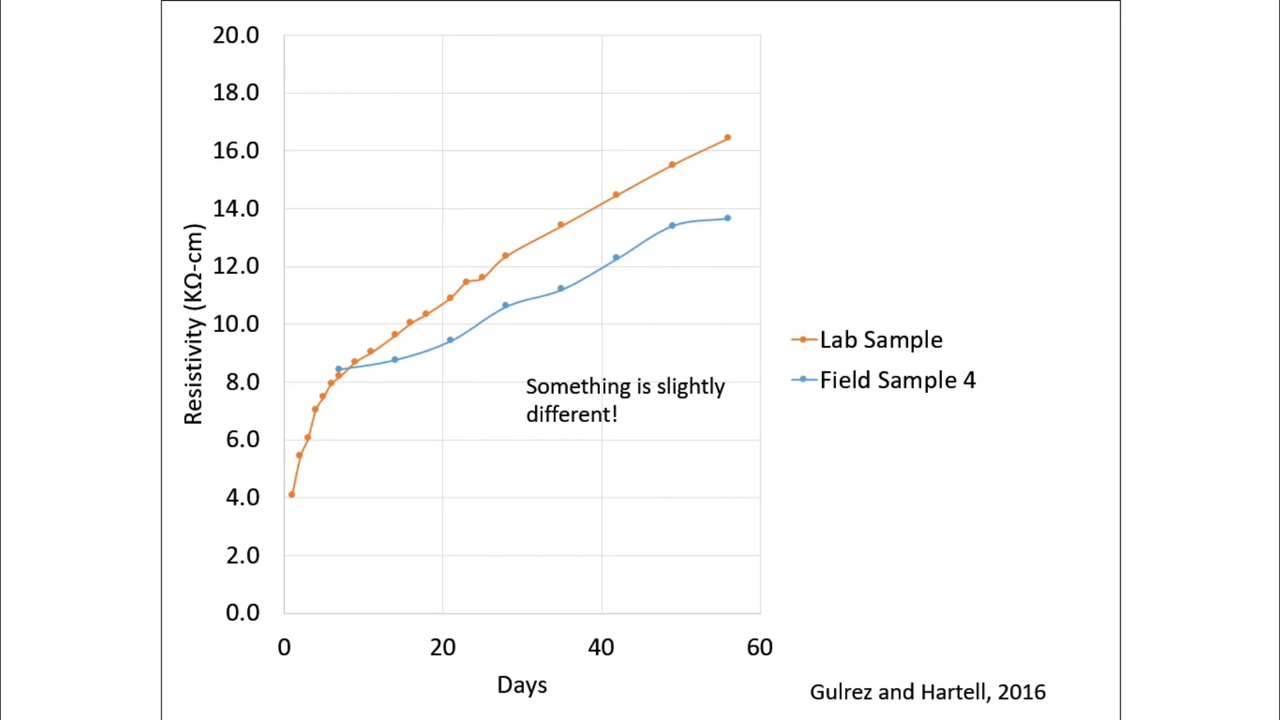 20.0
18.0
16.0
14.0
12.0
10.0
8.0
6.0
4.0
2.0
0.0
Resistivity (KΩ-cm)
0 20 40 60
Days
Something is slightly
different!
Lab Sample
Field Sample 4
Gulrez and Hartell, 2016